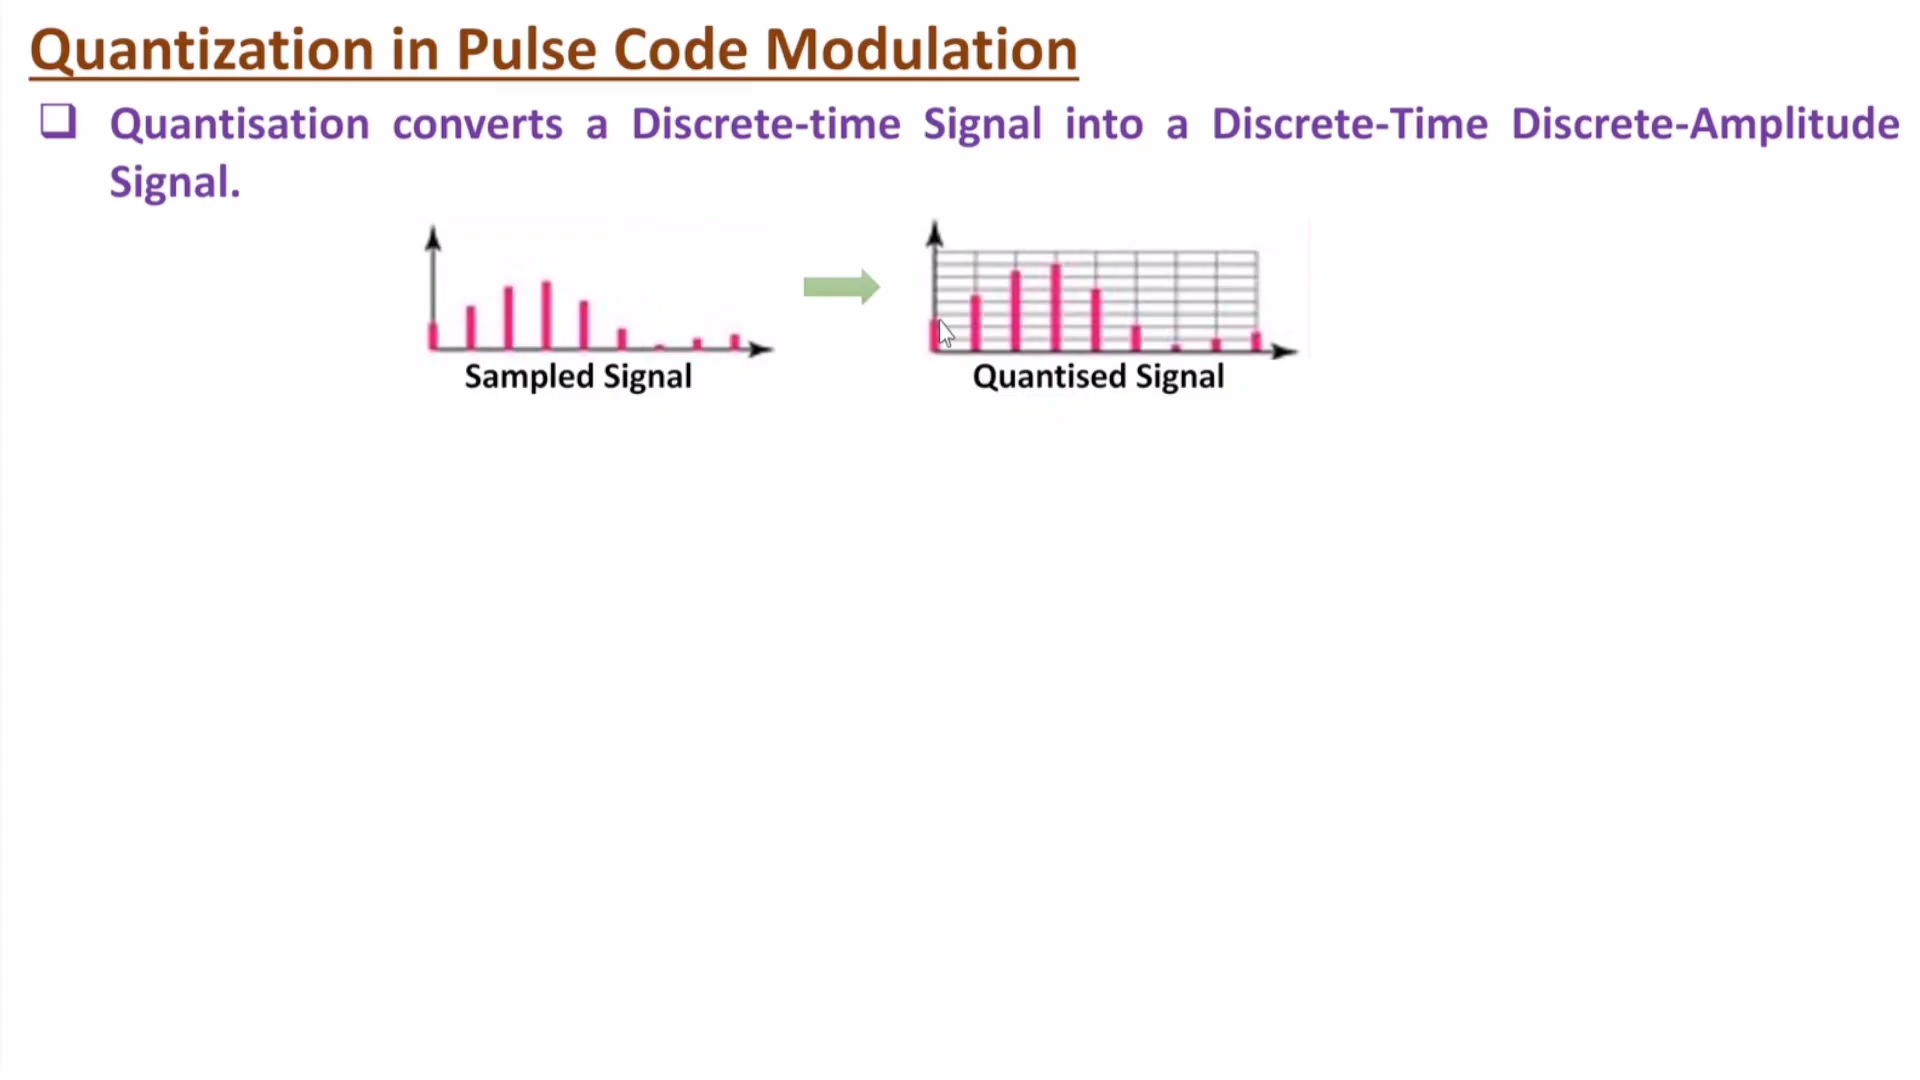 Quantization in Pulse Code Modulation
Quantisation converts a Discrete-time Signal into a Discrete-Time Discrete-Amplitude
Signal.
Sampled Signal
Quantised Signal